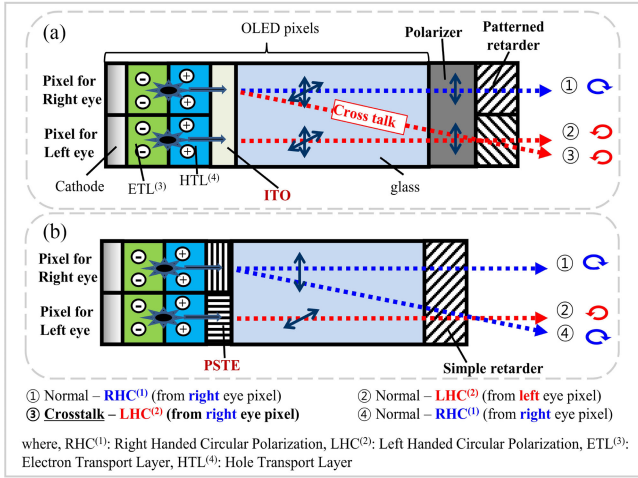 (a)
OLED pixels
Polarizer
Patterned
retarder
Pixel for
Right eye
− + ①
Cross talk
Pixel for
Left eye
− + ②
③
Cathode
ETL(3)
HTL(4)
ITO
glass
(b)
Pixel for
Right eye
− + ①
Pixel for
Left eye
− + ②
④
PSTE
Simple retarder
① Normal – RHC(1) (from right eye pixel) ② Normal – LHC(2) (from left eye pixel)
③ Crosstalk – LHC(2) (from right eye pixel) ④ Normal – RHC(1) (from right eye pixel)
where, RHC(1): Right Handed Circular Polarization, LHC(2): Left Handed Circular Polarization, ETL(3):
Electron Transport Layer, HTL(4): Hole Transport Layer